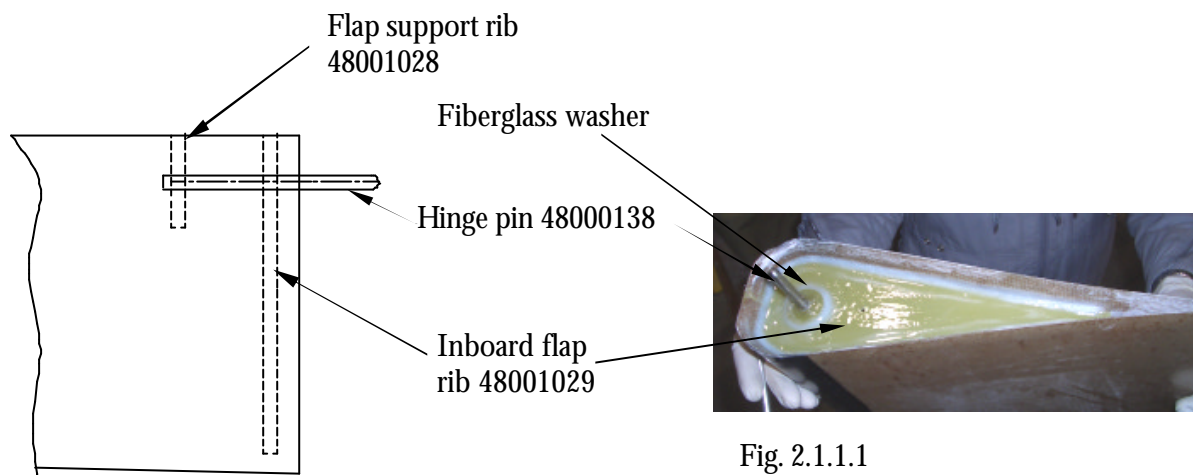 Flap support rib
48001028
Fiberglass washer
Hinge pin 48000138
Inboard flap
rib 48001029
Fig. 2.1.1.1